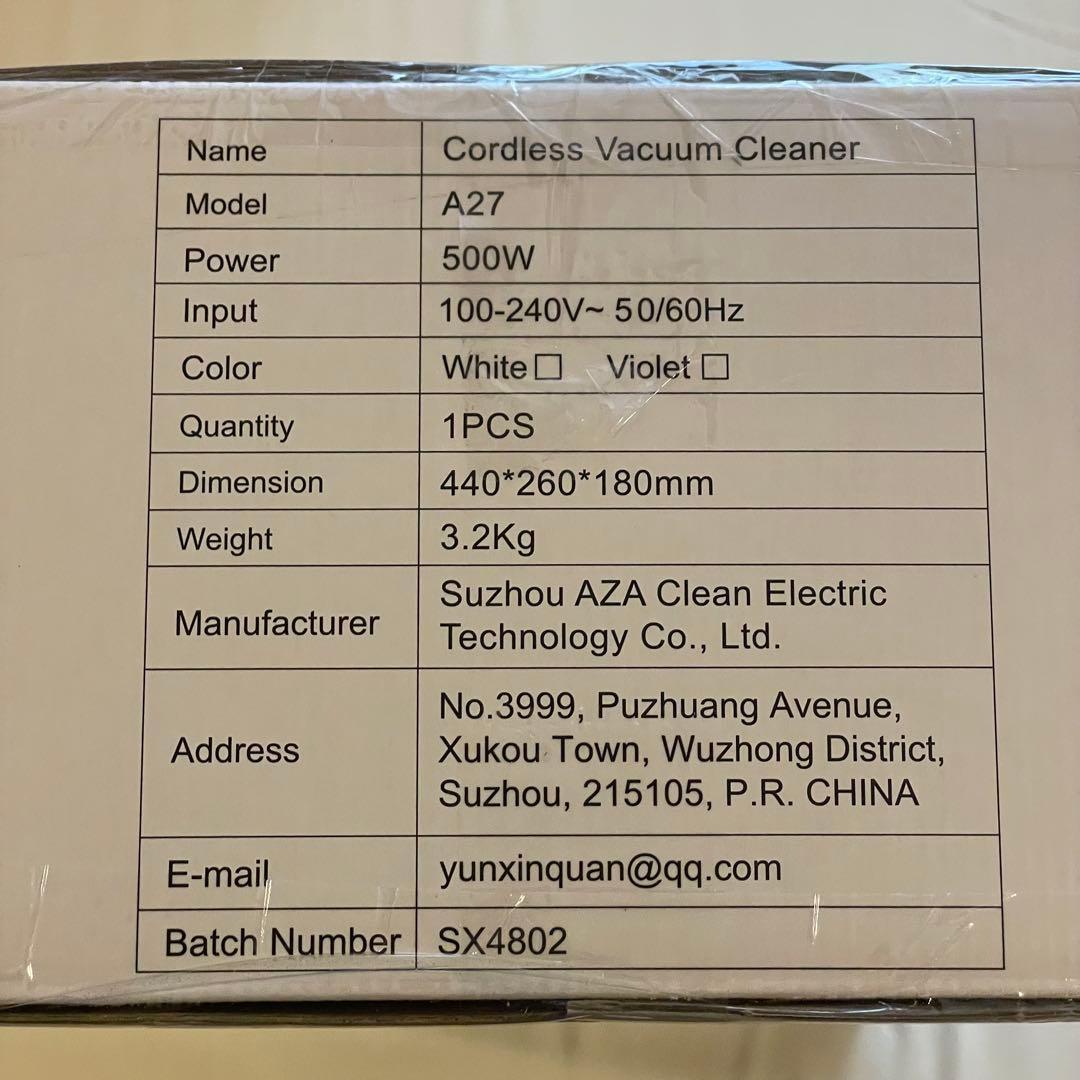 Name Cordless Vacuum Cleaner
Model A27
Power 500W
Input 100-240V~ 50/60Hz
Color White☐ Violet☐
Quantity 1PCS
Dimension 440*260*180mm
Weight 3.2Kg
Manufacturer Suzhou AZA Clean Electric
Technology Co., Ltd.
Address No.3999, Puzhuang Avenue,
Xukou Town, Wuzhong District,
Suzhou, 215105, P.R. CHINA
E-mail yunxinquan@qq.com
Batch Number SX4802